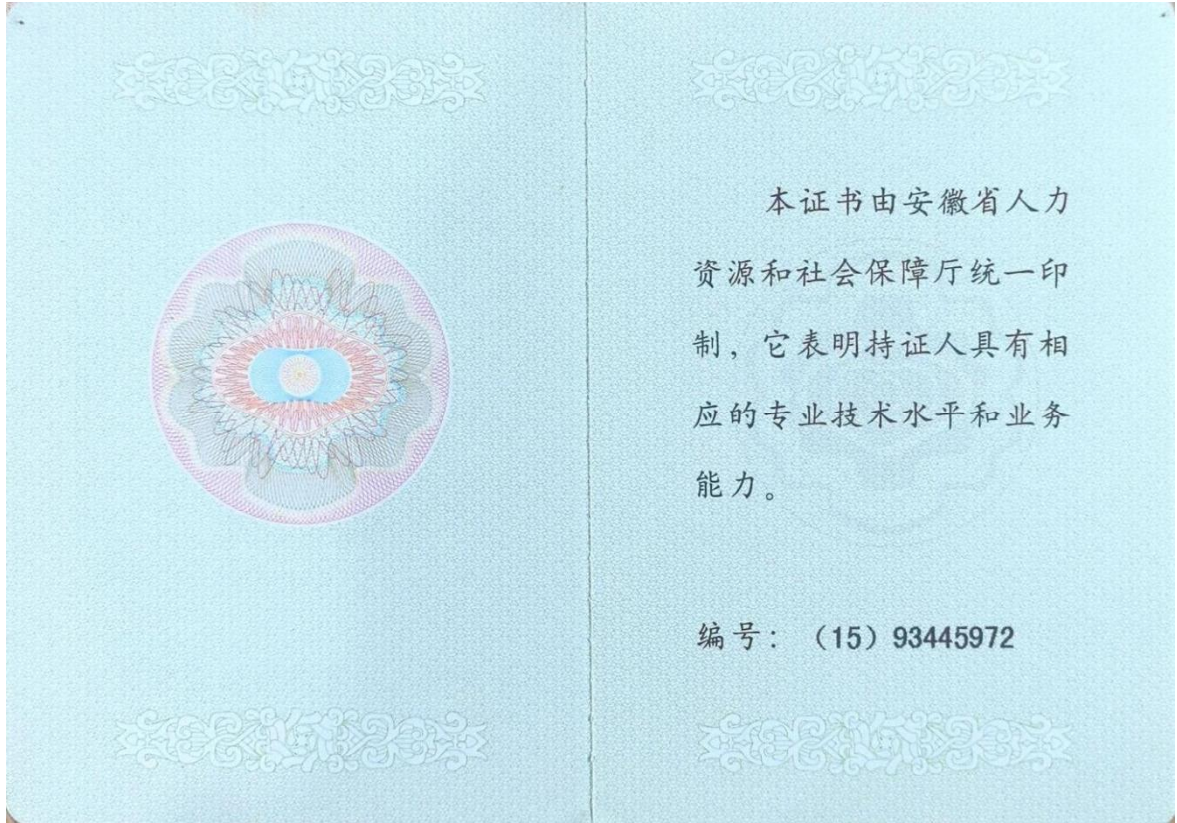 本证书由安徽省人力
资源和社会保障厅统一印
制，它表明持证人具有相
应的专业技术水平和业务
能力。
编号：（15）93445972